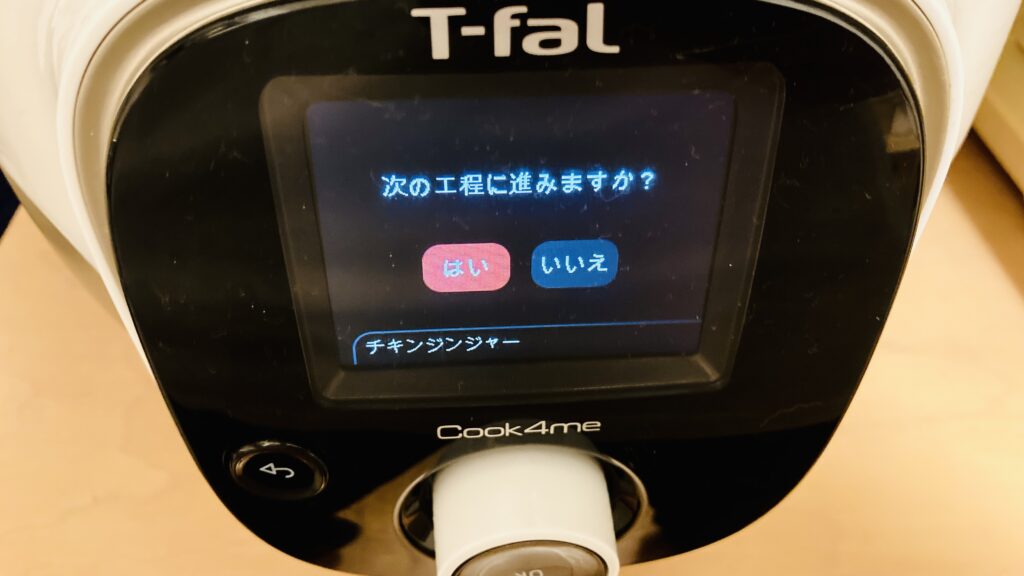 T-fal
次の工程に進みますか？
はい いいえ
チキンジンジャー
Cook4me
OK